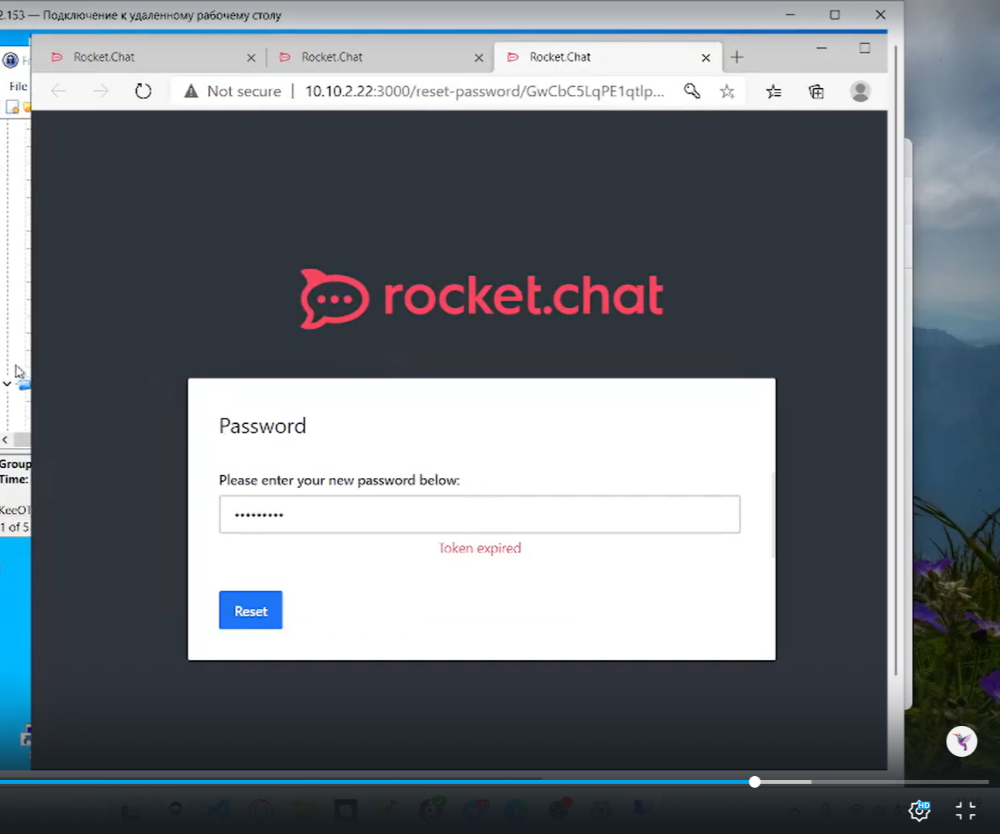 2.153 — Подключение к удаленному рабочему столу
Rocket.Chat
Rocket.Chat
Rocket.Chat
File
Not secure | 10.10.2.22:3000/reset-password/GwCbC5LqPE1qtlp...
rocket.chat
Password
Please enter your new password below:
•••••••••
Token expired
Reset
Group
Time:
KeeOT
1 of 5
HD